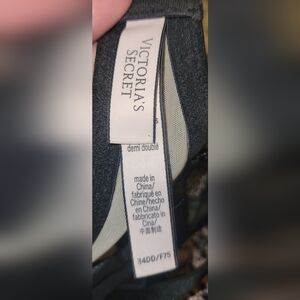 VICTORIA'S
SECRET
demi double
made in
China/
fabriqué en
Chine/hecho
en China/
fabbricato in
Cina/
中国制造
3400/F75